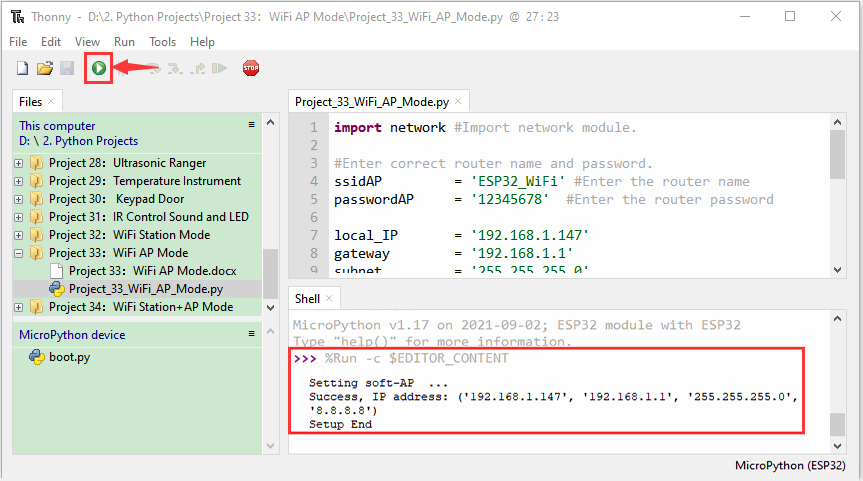 Thonny - D:\2. Python Projects\Project 33: WiFi AP Mode\Project_33_WiFi_AP_Mode.py @ 27:23
File Edit View Run Tools Help
STOP
Files
This computer
D: \ 2. Python Projects
Project 28: Ultrasonic Ranger
Project 29: Temperature Instrument
Project 30: Keypad Door
Project 31: IR Control Sound and LED
Project 32: WiFi Station Mode
Project 33: WiFi AP Mode
Project 33: WiFi AP Mode.docx
Project_33_WiFi_AP_Mode.py
Project 34: WiFi Station+AP Mode
MicroPython device
boot.py
Project_33_WiFi_AP_Mode.py
1 import network #Import network module.
2
3 #Enter correct router name and password.
4 ssidAP = 'ESP32_WiFi' #Enter the router name
5 passwordAP = '12345678' #Enter the router password
6
7 local_IP = '192.168.1.147'
8 gateway = '192.168.1.1'
9 subnet = '255.255.255.0'
Shell
MicroPython v1.17 on 2021-09-02; ESP32 module with ESP32
Type "help()" for more information.
>>> %Run -c $EDITOR_CONTENT
Setting soft-AP ...
Success, IP address: ('192.168.1.147', '192.168.1.1', '255.255.255.0',
'8.8.8.8')
Setup End
MicroPython (ESP32)